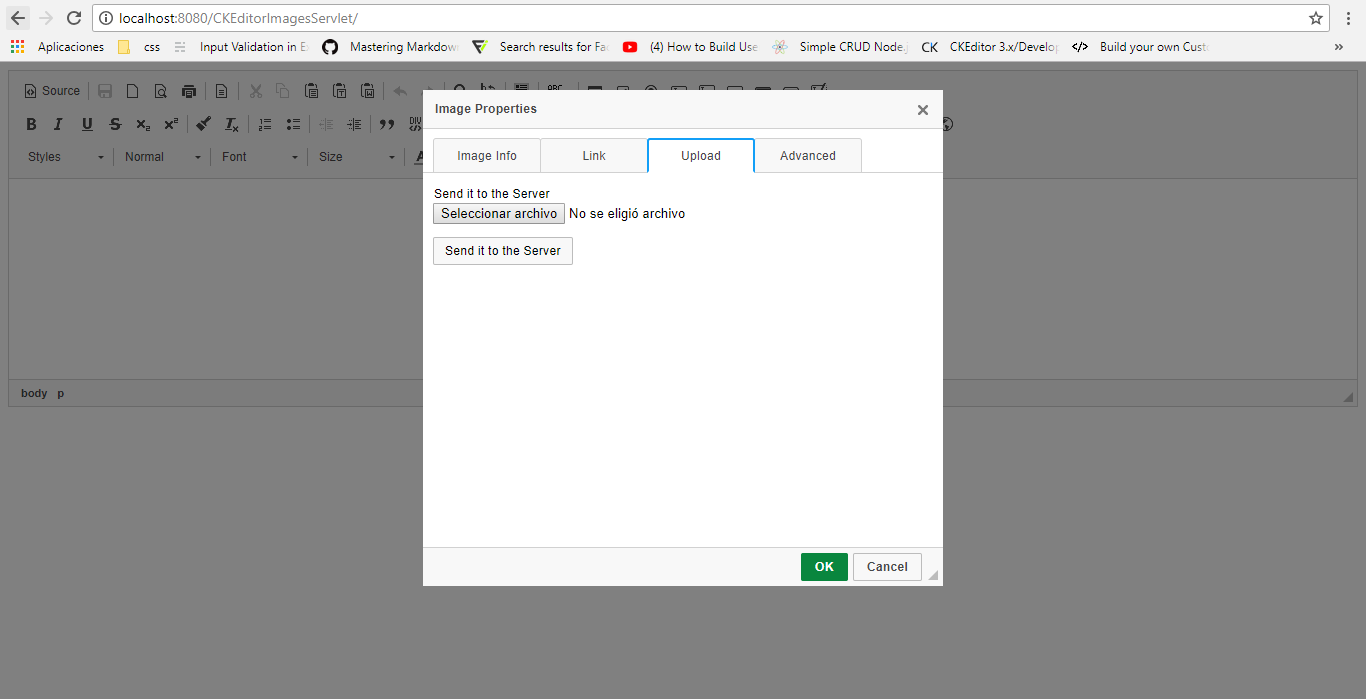 localhost:8080/CKEditorImagesServlet/
Aplicaciones css Input Validation in E Mastering Markdow Search results for Fa (4) How to Build Use Simple CRUD Node.j CK CKEditor 3.x/Develop Build your own Cust
Source
Image Properties
B I U S x₂ x² Tx
Styles Normal Font Size
Image Info Link Upload Advanced
Send it to the Server
Seleccionar archivo No se eligió archivo
Send it to the Server
body p
OK Cancel